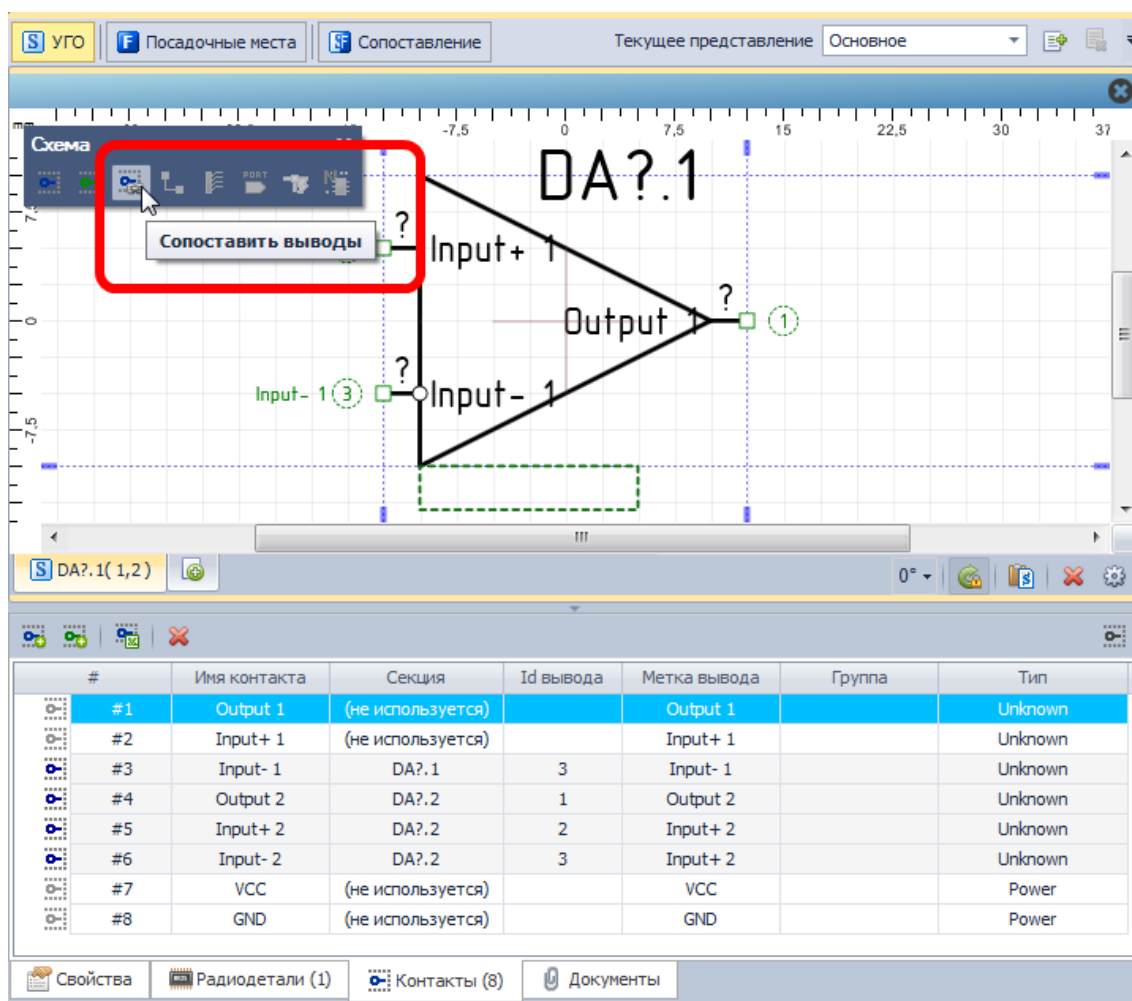 УГО Посадочные места Сопоставление Текущее представление Основное
-7,5 0 7,5 15 22,5 30 37
Схема
DA?.1
PORT
Сопоставить выводы
? Input+ 1
?
Output 1 1
0
?
Input- 1 3 Input- 1
-7,5
DA?.1( 1,2 ) 0°
# Имя контакта Секция Id вывода Метка вывода Группа Тип
#1 Output 1 (не используется) Output 1 Unknown
#2 Input+ 1 (не используется) Input+ 1 Unknown
#3 Input- 1 DA?.1 3 Input- 1 Unknown
#4 Output 2 DA?.2 1 Output 2 Unknown
#5 Input+ 2 DA?.2 2 Input+ 2 Unknown
#6 Input- 2 DA?.2 3 Input+ 2 Unknown
#7 VCC (не используется) VCC Power
#8 GND (не используется) GND Power
Свойства Радиодетали (1) Контакты (8) Документы